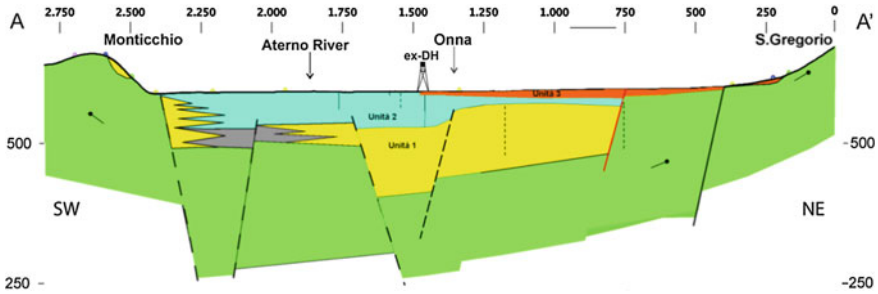 A 2.750 2.500 2.250 2.000 1.750 1.500 1.250 1.000 750 500 250 0 A'
Monticchio Aterno River ex-DH Onna S.Gregorio
Unità 3
Unità 2
Unità 1
500 500
SW NE
250 250